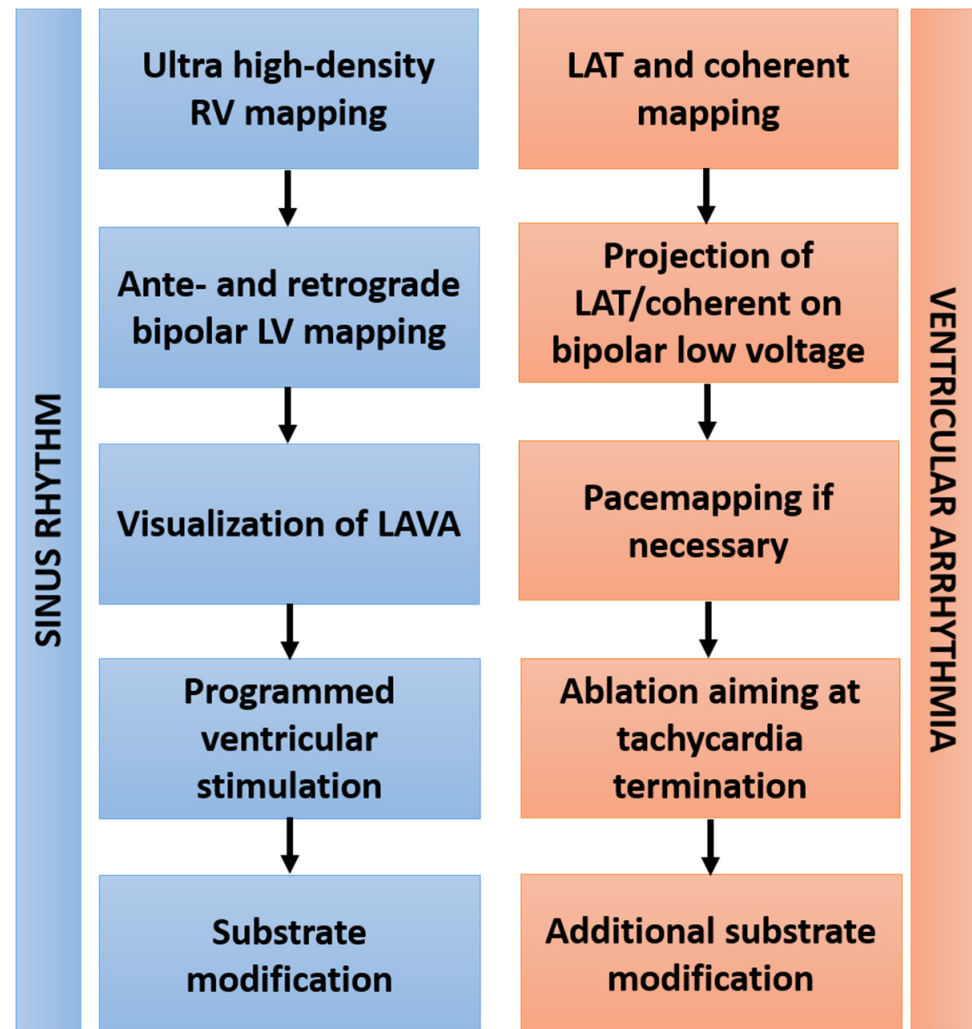 SINUS RHYTHM
Ultra high-density
RV mapping
Ante- and retrograde
bipolar LV mapping
Visualization of LAVA
Programmed
ventricular
stimulation
Substrate
modification
LAT and coherent
mapping
Projection of
LAT/coherent on
bipolar low voltage
Pacemapping if
necessary
Ablation aiming at
tachycardia
termination
Additional substrate
modification
VENTRICULAR ARRHYTHMIA